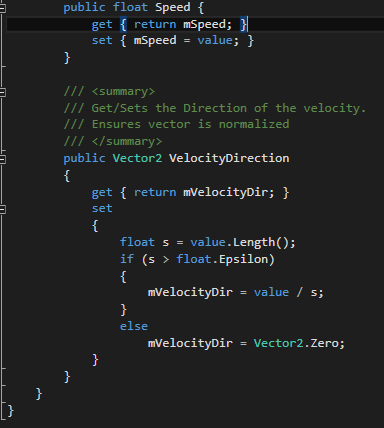 public float Speed {
get { return mSpeed; }
set { mSpeed = value; }
}
/// <summary>
/// Get/Sets the Direction of the velocity.
/// Ensures vector is normalized
/// </summary>
public Vector2 VelocityDirection
{
get { return mVelocityDir; }
set
{
float s = value.Length();
if (s > float.Epsilon)
{
mVelocityDir = value / s;
}
else
mVelocityDir = Vector2.Zero;
}
}
}
}